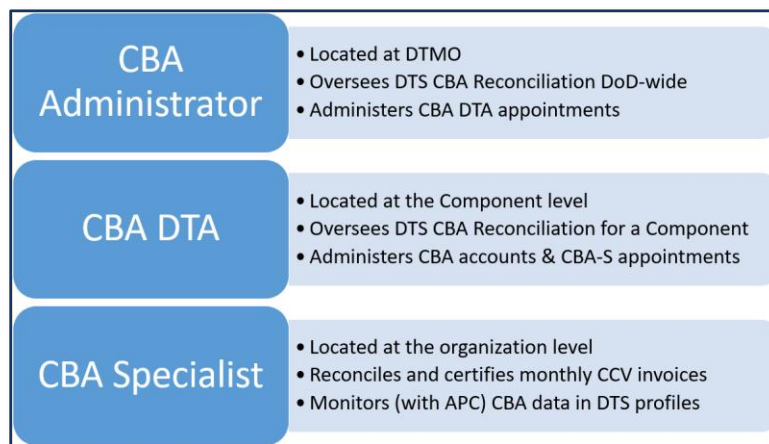 CBA
Administrator
• Located at DTMO
• Oversees DTS CBA Reconciliation DoD-wide
• Administers CBA DTA appointments
CBA DTA
• Located at the Component level
• Oversees DTS CBA Reconciliation for a Component
• Administers CBA accounts & CBA-S appointments
CBA Specialist
• Located at the organization level
• Reconciles and certifies monthly CCV invoices
• Monitors (with APC) CBA data in DTS profiles